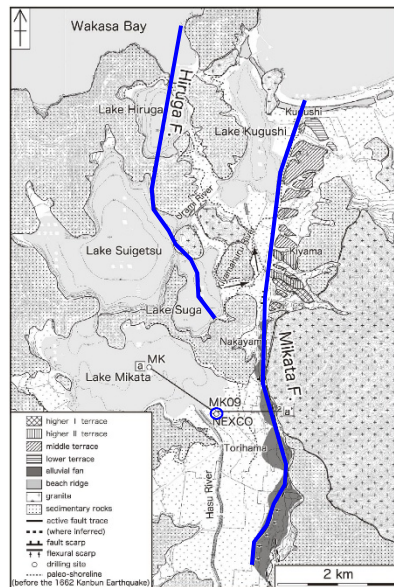 Wakasa Bay
Hiruga F.
Lake Hiruga
Lake Kugushi
Kugushi
Urami River
Lake Suigetsu
Kiyama
Lake Suga
Nakayama
Mikata F.
a MK
Lake Mikata
MK09
NEXCO
a'
Torihama
Hasu River
higher I terrace
higher II terrace
middle terrace
lower terrace
alluvial fan
beach ridge
granite
sedimentary rocks
active fault trace
(where inferred)
fault scarp
flexural scarp
drilling site
paleo-shoreline
(before the 1662 Kanbun Earthquake)
2 km